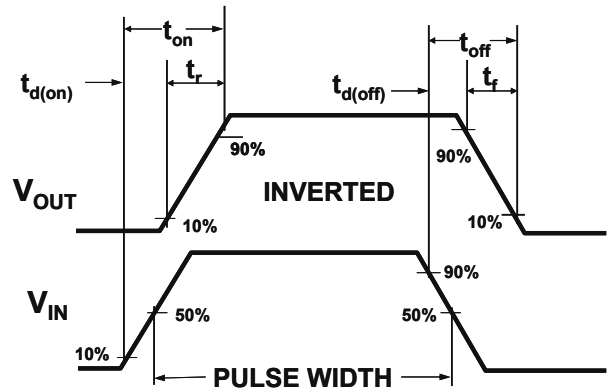 t_on
t_off
t_d(on)
t_r
t_d(off)
t_f
90%
90%
V_OUT
INVERTED
10%
10%
90%
V_IN
50%
50%
10%
PULSE WIDTH